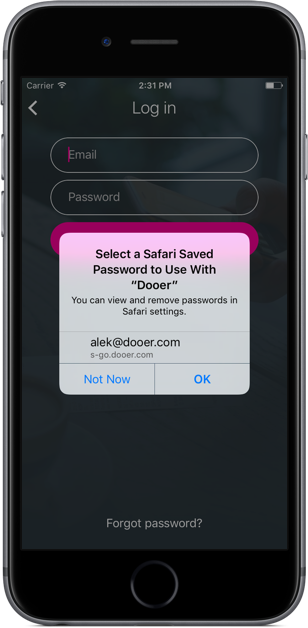 Carrier 2:31 PM
Log in
Email
Password
Select a Safari Saved
Password to Use With
“Dooer”
You can view and remove passwords in
Safari settings.
alek@dooer.com
s-go.dooer.com
Not Now OK
Forgot password?